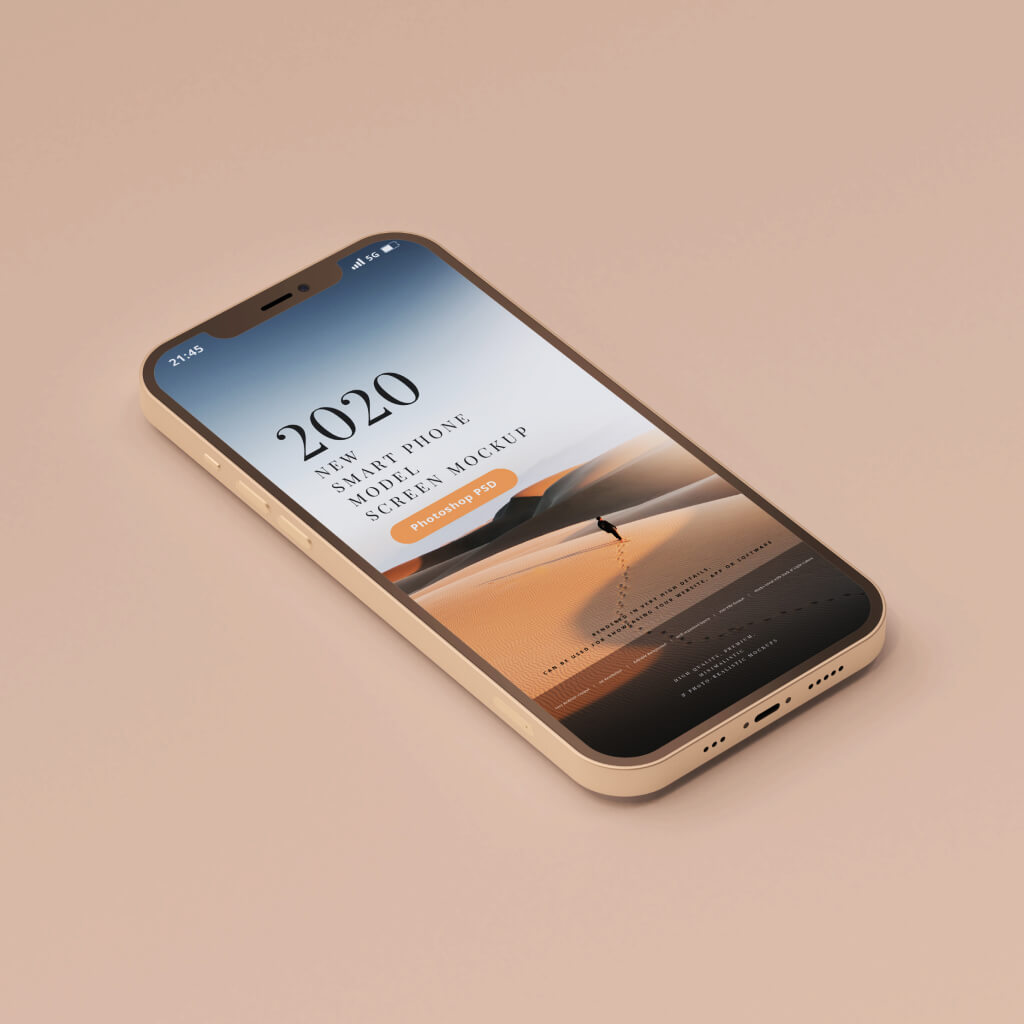 21:45
5G
2020
NEW
SMART PHONE
MODEL
SCREEN MOCKUP
Photoshop PSD
RENDERED IN VERY HIGH DETAILS,
CAN BE USED FOR SHOWCASING YOUR WEBSITE, APP OR SOFTWARE
HIGH QUALITY, PREMIUM,
MINIMALISTIC
& PHOTO-REALISTIC MOCKUPS